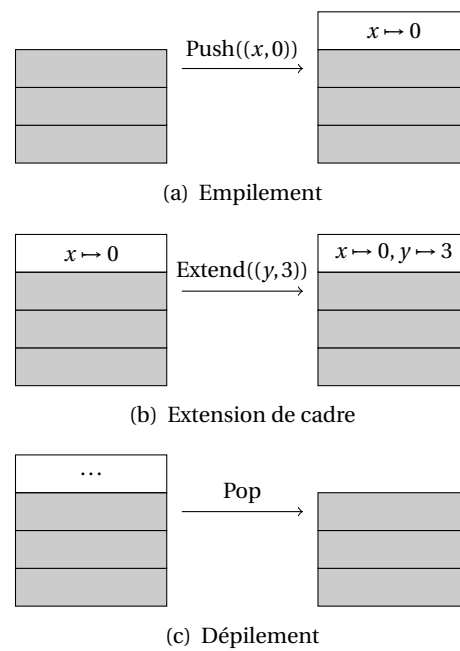 x ↦ 0
Push((x,0))
(a) Empilement
x ↦ 0
Extend((y,3))
x ↦ 0, y ↦ 3
(b) Extension de cadre
...
Pop
(c) Dépilement